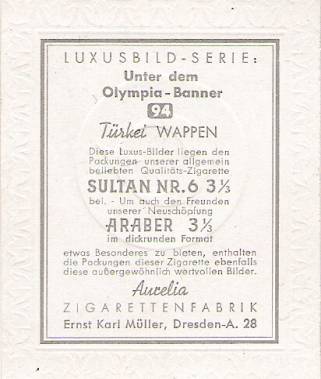 LUXUSBILD-SERIE:
Unter dem
Olympia-Banner
94
Türkei WAPPEN
Diese Luxus-Bilder liegen den
Packungen unserer allgemein
beliebten Qualitäts-Zigarette
SULTAN NR. 6 3⅓
bei. - Um auch den Freunden
unserer Neuschöpfung
ARABER 3⅓
im dickrunden Format
etwas Besonderes zu bieten, enthalten
die Packungen dieser Zigarette ebenfalls
diese außergewöhnlich wertvollen Bilder.
Aurelia
ZIGARETTENFABRIK
Ernst Karl Müller, Dresden-A. 28